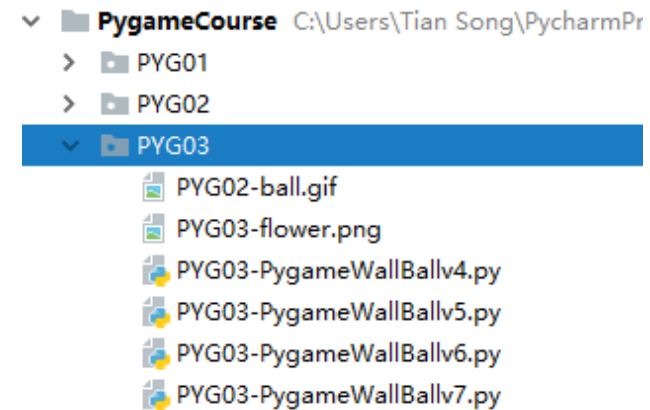 PygameCourse C:\Users\Tian Song\PycharmPr
PYG01
PYG02
PYG03
PYG02-ball.gif
PYG03-flower.png
PYG03-PygameWallBallv4.py
PYG03-PygameWallBallv5.py
PYG03-PygameWallBallv6.py
PYG03-PygameWallBallv7.py